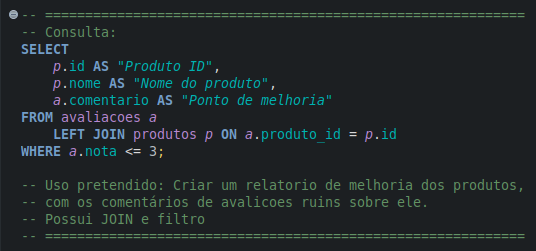 -- ==========================================================
-- Consulta:
SELECT
    p.id AS "Produto ID",
    p.nome AS "Nome do produto",
    a.comentario AS "Ponto de melhoria"
FROM avaliacoes a
    LEFT JOIN produtos p ON a.produto_id = p.id
WHERE a.nota <= 3;

-- Uso pretendido: Criar um relatorio de melhoria dos produtos,
-- com os comentários de avalicoes ruins sobre ele.
-- Possui JOIN e filtro
-- ==========================================================